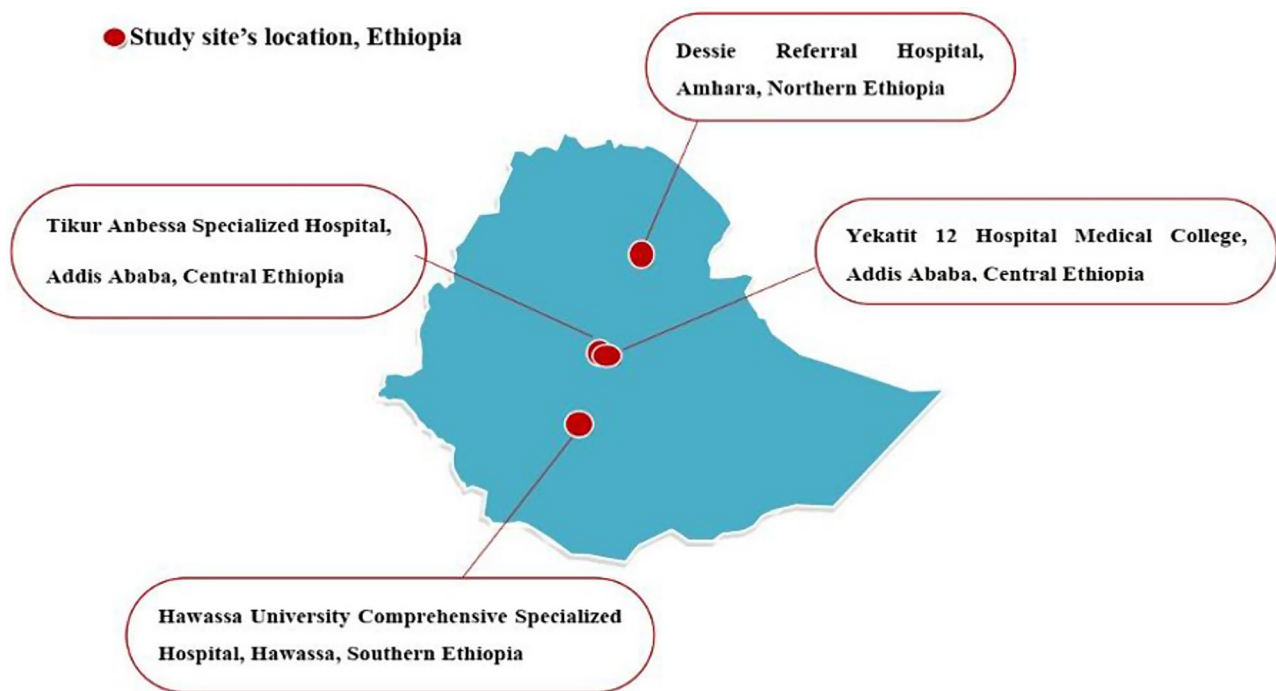 Study site's location, Ethiopia
Dessie Referral Hospital,
Amhara, Northern Ethiopia
Tikur Anbessa Specialized Hospital,
Addis Ababa, Central Ethiopia
Yekatit 12 Hospital Medical College,
Addis Ababa, Central Ethiopia
Hawassa University Comprehensive Specialized
Hospital, Hawassa, Southern Ethiopia